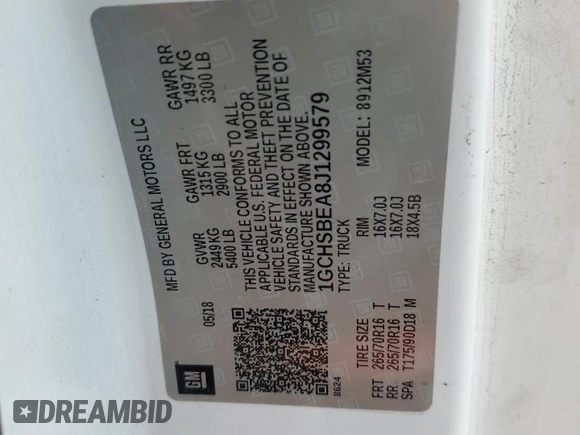 MFD BY GENERAL MOTORS LLC
05/18
GVWR GAWR FRT GAWR RR
2449 KG 1315 KG 1497 KG
5400 LB 2900 LB 3300 LB
THIS VEHICLE CONFORMS TO ALL
APPLICABLE U.S. FEDERAL MOTOR
VEHICLE SAFETY AND THEFT PREVENTION
STANDARDS IN EFFECT ON THE DATE OF
MANUFACTURE SHOWN ABOVE.
1GCHSBEA8J1299579
TYPE: TRUCK MODEL: 8912M53
TIRE SIZE RIM
FRT 265/70R16 T 16X7.0J
RR 265/70R16 T 16X7.0J
SPA T175/90D18 M 18X4.5B
GM
8624
DREAMBID